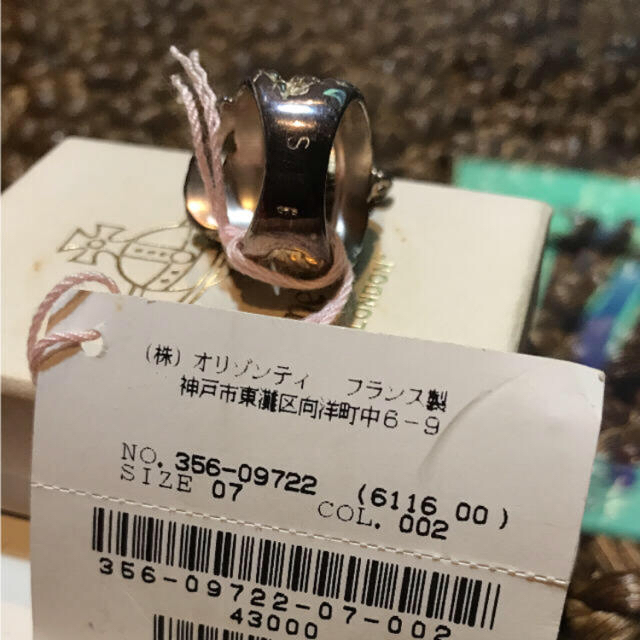 S
(株) オリゾンティ　フランス製
神戸市東灘区向洋町中6-9
NO. 356-09722 (6116 00)
SIZE 07 COL. 002
356-09722-07-002
43000